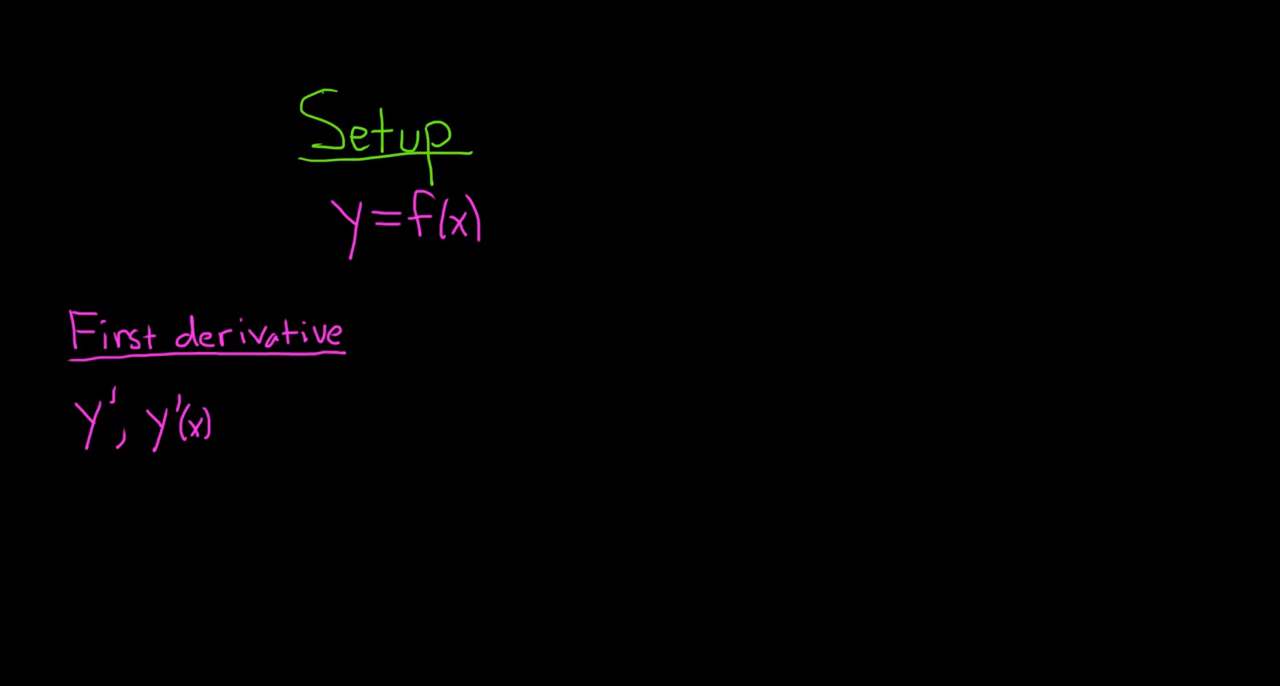 Setup
y = f(x)
First derivative
y', y'(x)